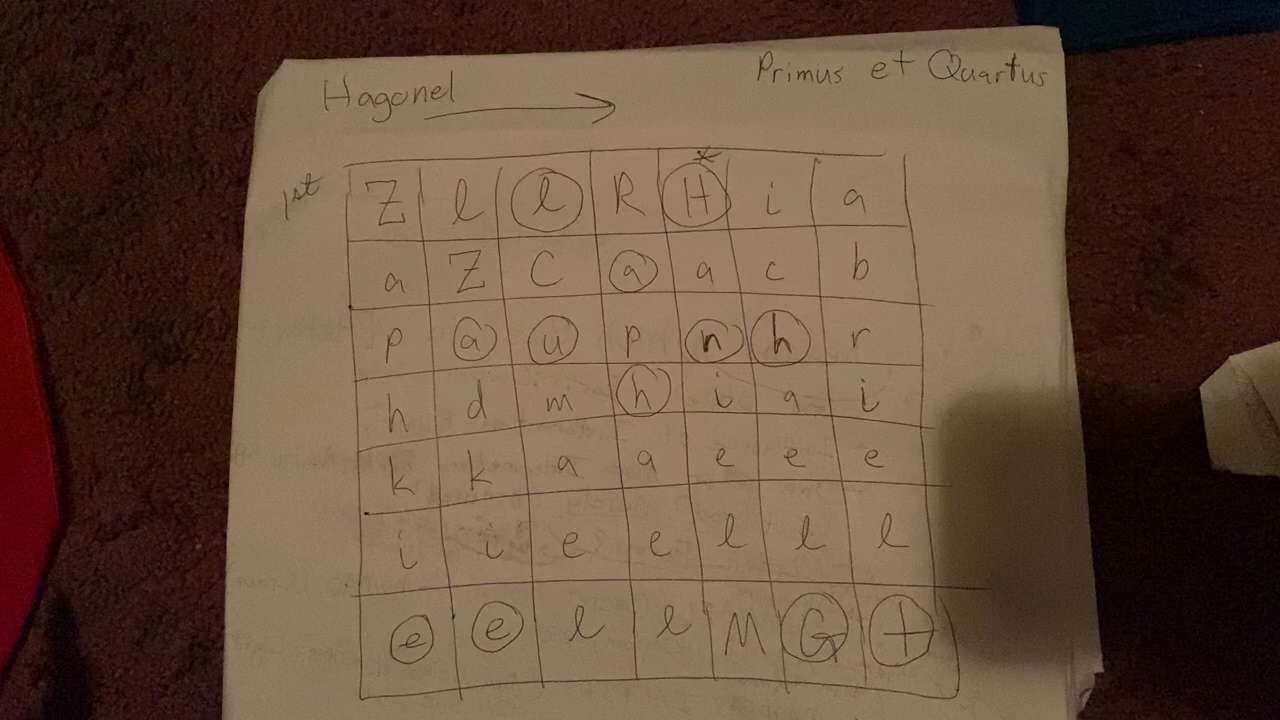 Hagonel → Primus et Quartus
1st
Z l l R H* i a
a Z C a a c b
p a u p n h r
h d m h i a i
k k a a e e e
i i e e l l l
e e l l M G +